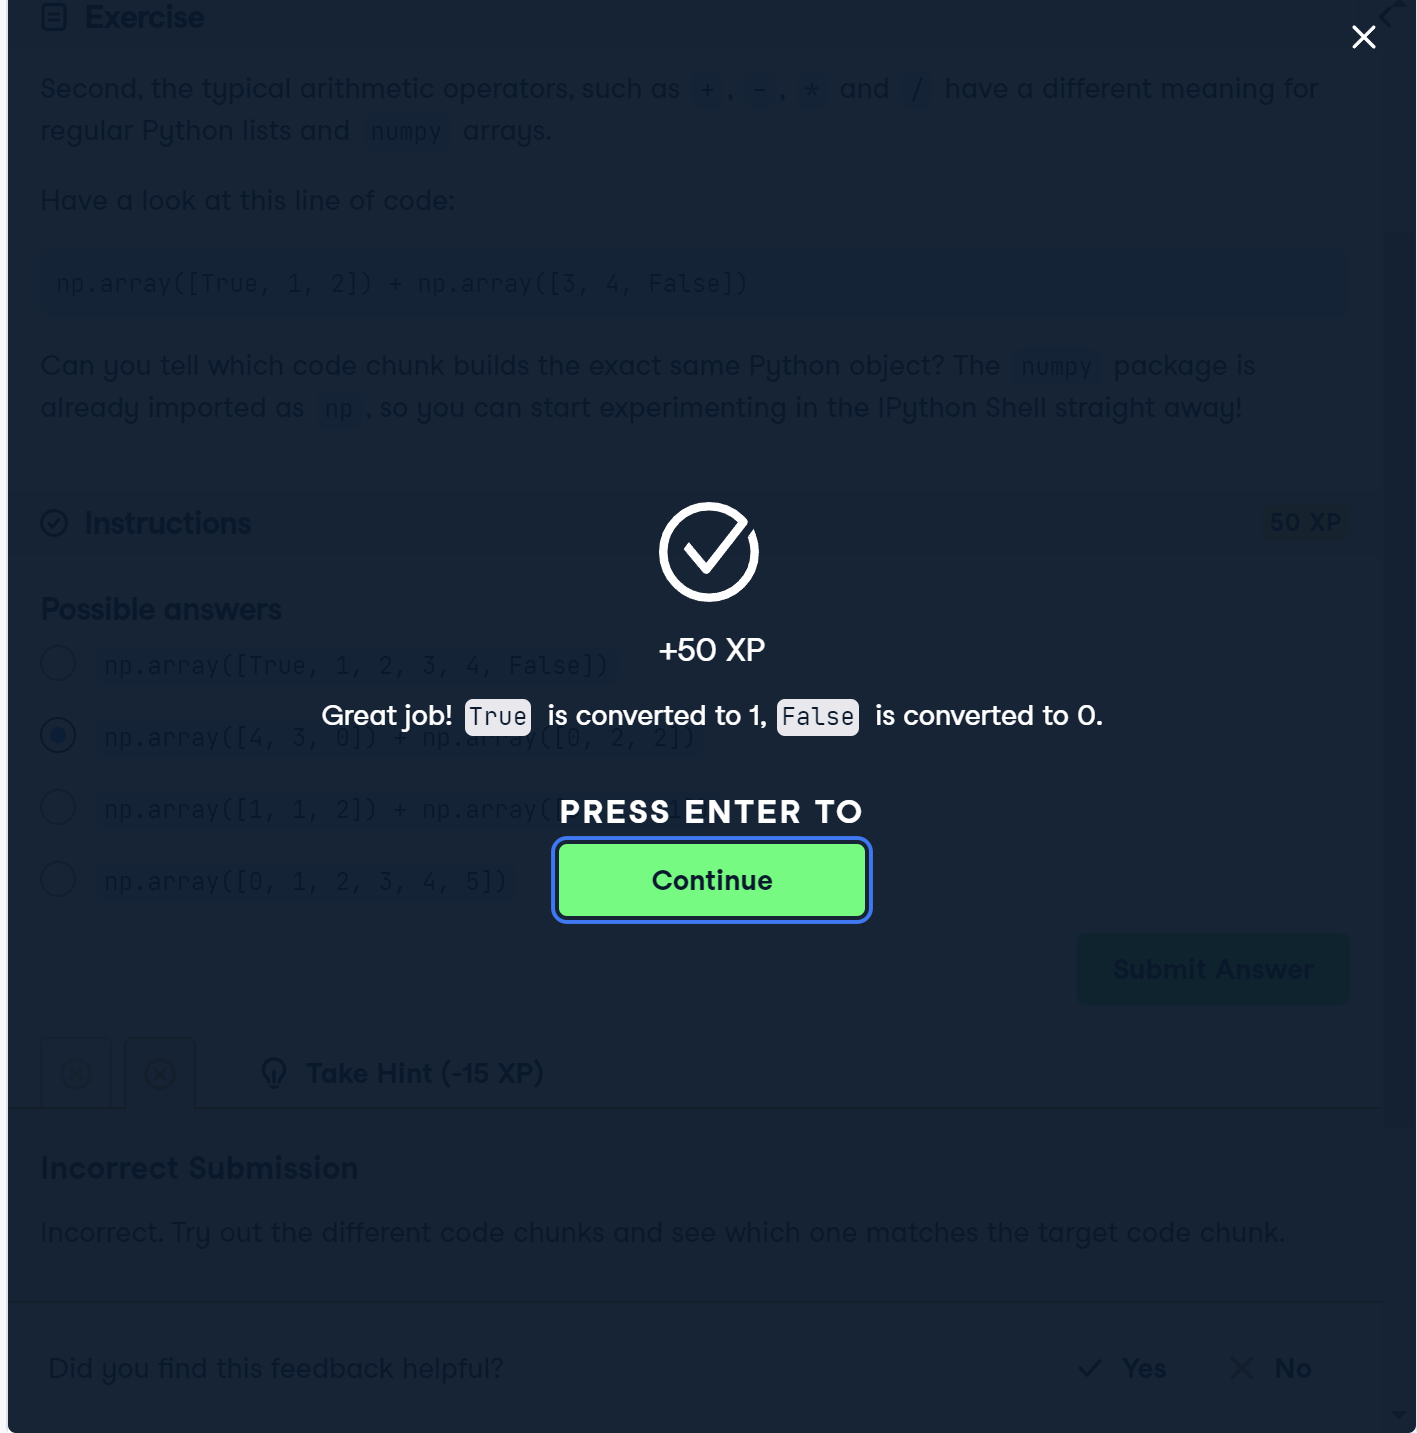 Exercise
Second, the typical arithmetic operators, such as + , - , * and / have a different meaning for
regular Python lists and numpy arrays.
Have a look at this line of code:
np.array([True, 1, 2]) + np.array([3, 4, False])
Can you tell which code chunk builds the exact same Python object? The numpy package is
already imported as np , so you can start experimenting in the IPython Shell straight away!
Instructions
50 XP
Possible answers
np.array([True, 1, 2, 3, 4, False])
np.array([4, 3, 0]) + np.array([0, 2, 2])
np.array([1, 1, 2]) + np.array([
np.array([0, 1, 2, 3, 4, 5])
+50 XP
Great job! True is converted to 1, False is converted to 0.
PRESS ENTER TO
Continue
Submit Answer
Take Hint (-15 XP)
Incorrect Submission
Incorrect. Try out the different code chunks and see which one matches the target code chunk.
Did you find this feedback helpful?
Yes
No